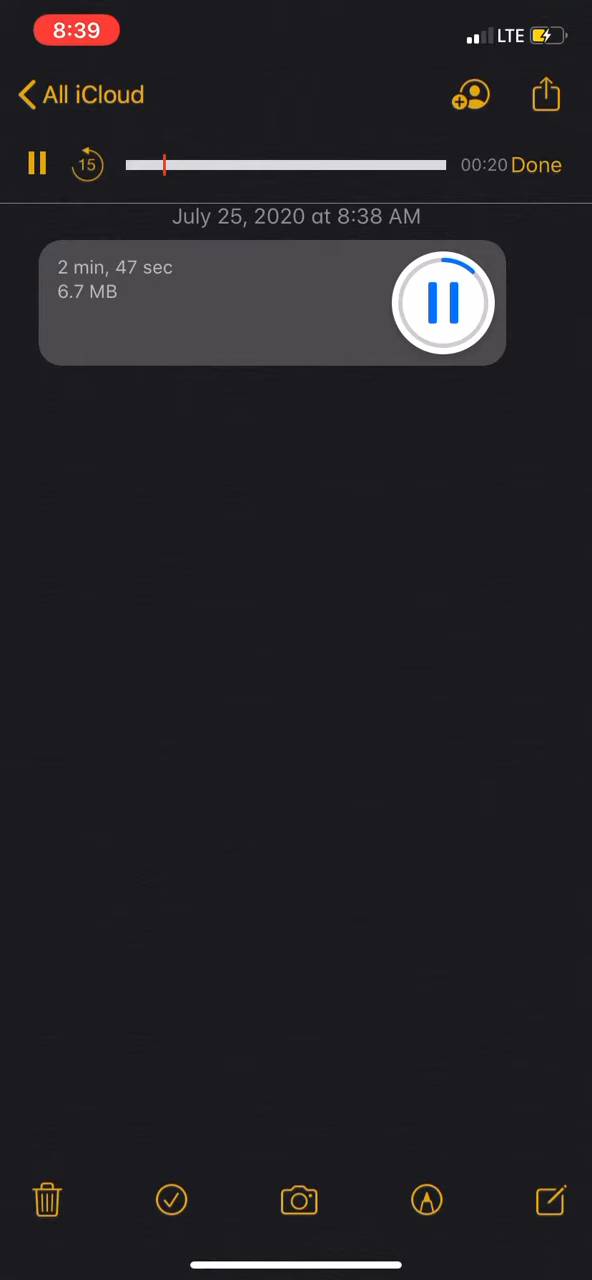 8:39
LTE
All iCloud
15
00:20 Done
July 25, 2020 at 8:38 AM
2 min, 47 sec
6.7 MB